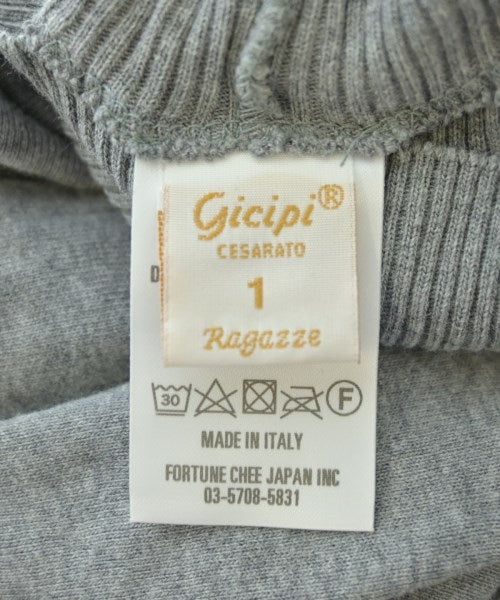 Gicipi®
CESARATO
1
Ragazze
D
30 F
MADE IN ITALY
FORTUNE CHEE JAPAN INC
03-5708-5831